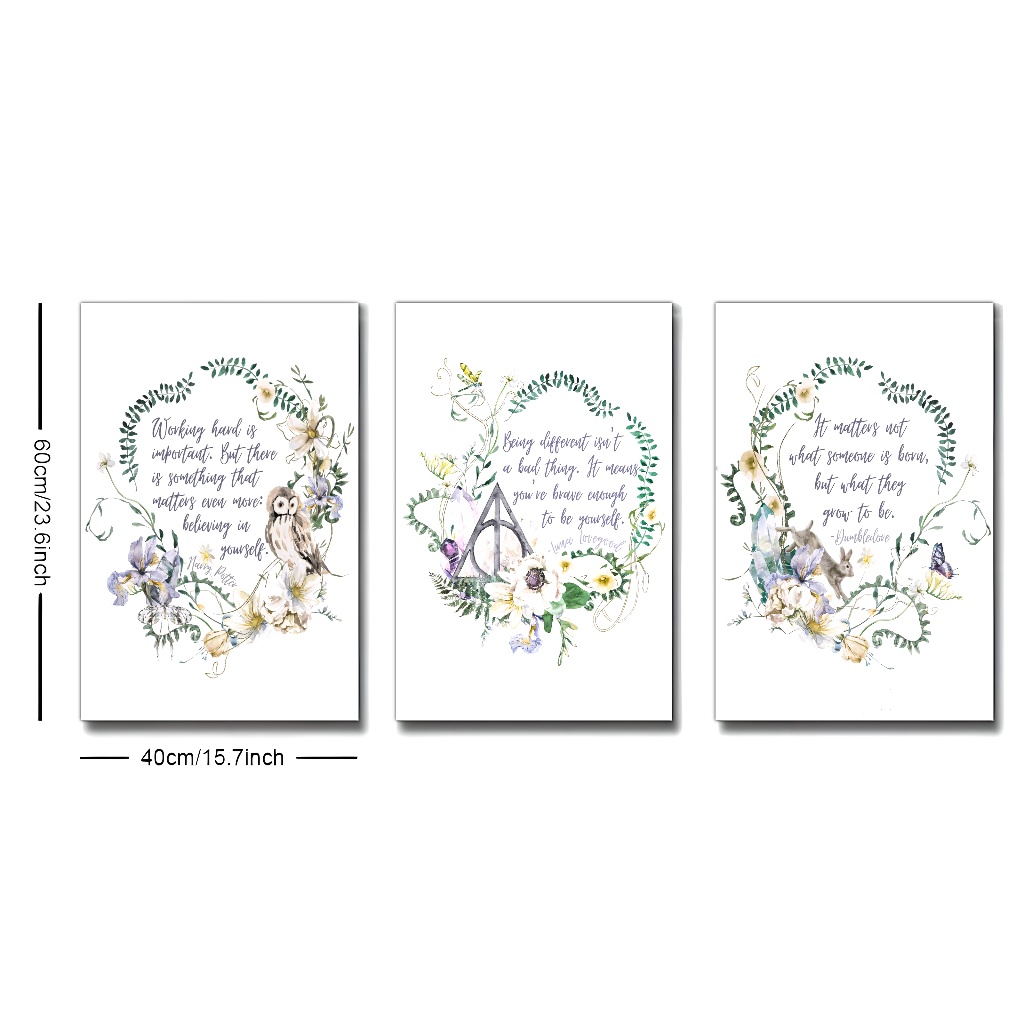 Working hard is
important. But there
is something that
matters even more:
believing in
yourself.
Harry Potter
Being different isn't
a bad thing. It means
you're brave enough
to be yourself.
-Luna Lovegood
It matters not
what someone is born,
but what they
grow to be.
-Dumbledore
60cm/23.6inch
40cm/15.7inch